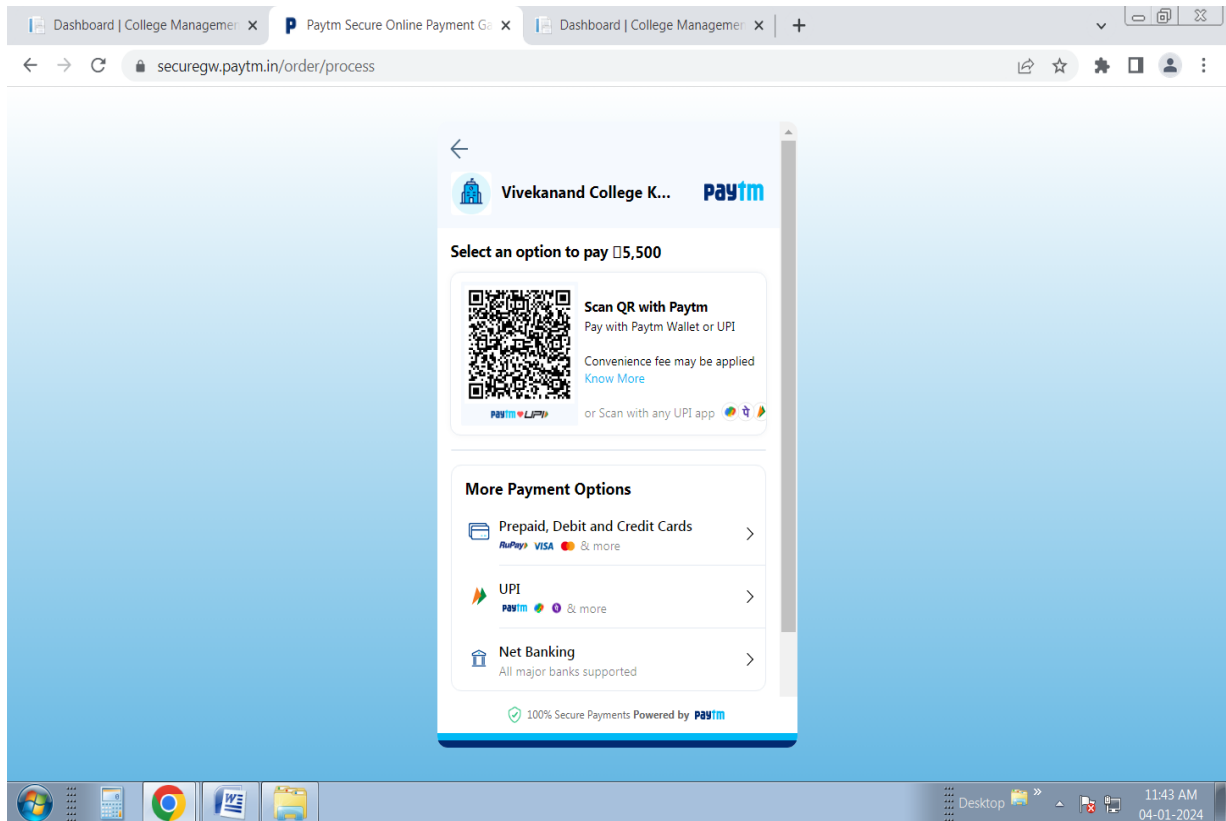 Dashboard | College Managemen
Paytm Secure Online Payment Ga
Dashboard | College Managemen
securegw.paytm.in/order/process
Vivekanand College K...
paytm
Select an option to pay ▯5,500
Scan QR with Paytm
Pay with Paytm Wallet or UPI
Convenience fee may be applied
Know More
paytm UPI
or Scan with any UPI app
पे
More Payment Options
Prepaid, Debit and Credit Cards
RuPay VISA & more
UPI
paytm & more
Net Banking
All major banks supported
100% Secure Payments Powered by paytm
Desktop
»
11:43 AM
04-01-2024